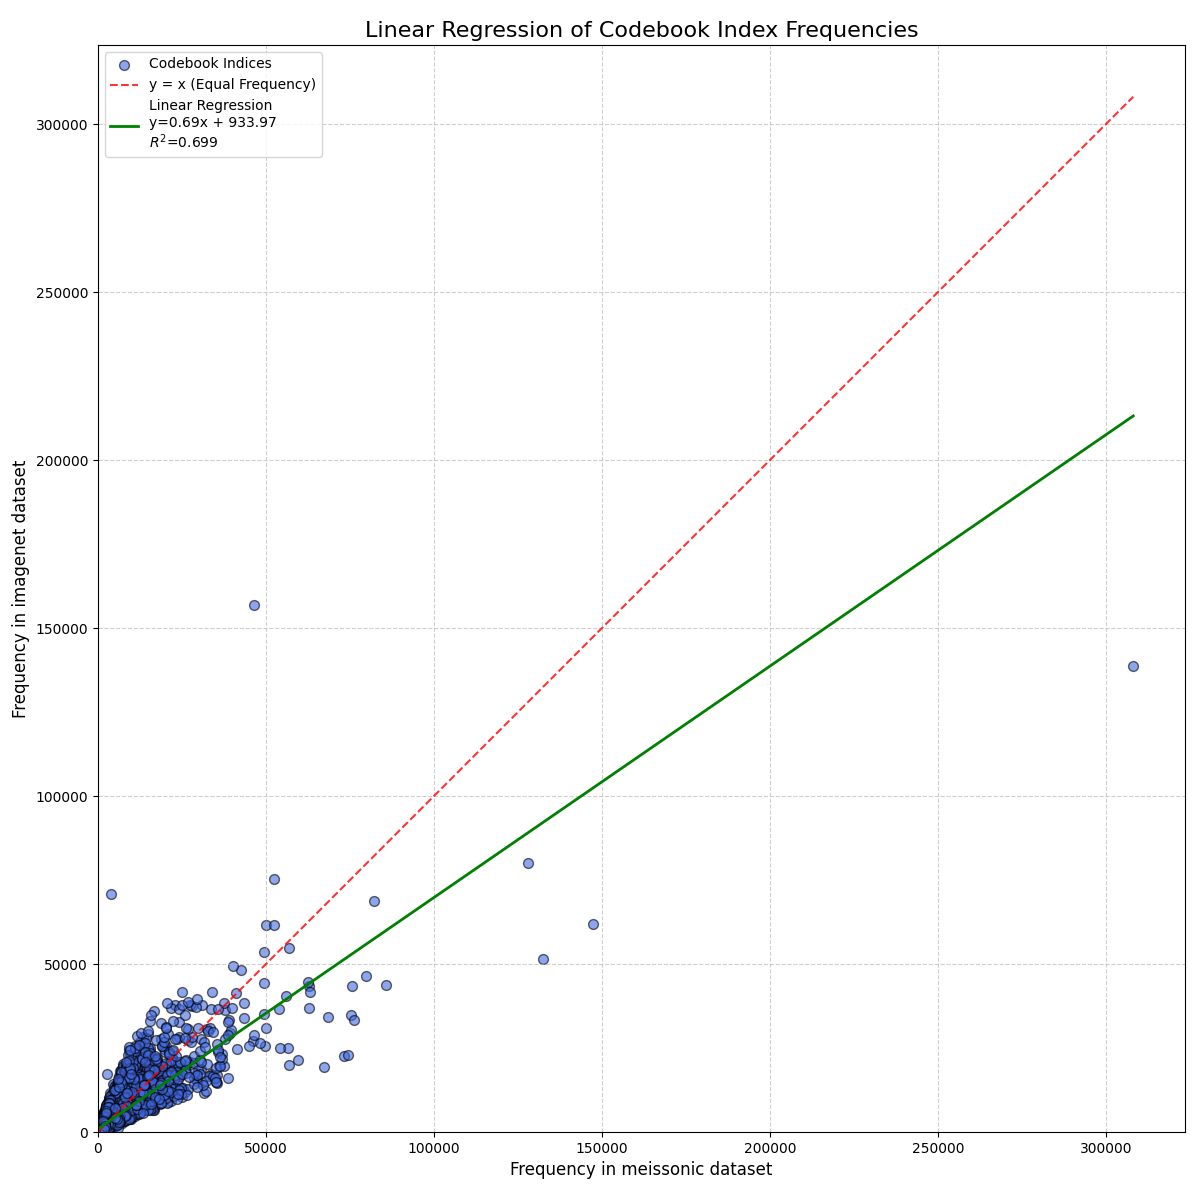 Linear Regression of Codebook Index Frequencies
Codebook Indices
y = x (Equal Frequency)
Linear Regression
y=0.69x + 933.97
R²=0.699
300000
250000
200000
150000
100000
50000
0
Frequency in imagenet dataset
0 50000 100000 150000 200000 250000 300000
Frequency in meissonic dataset